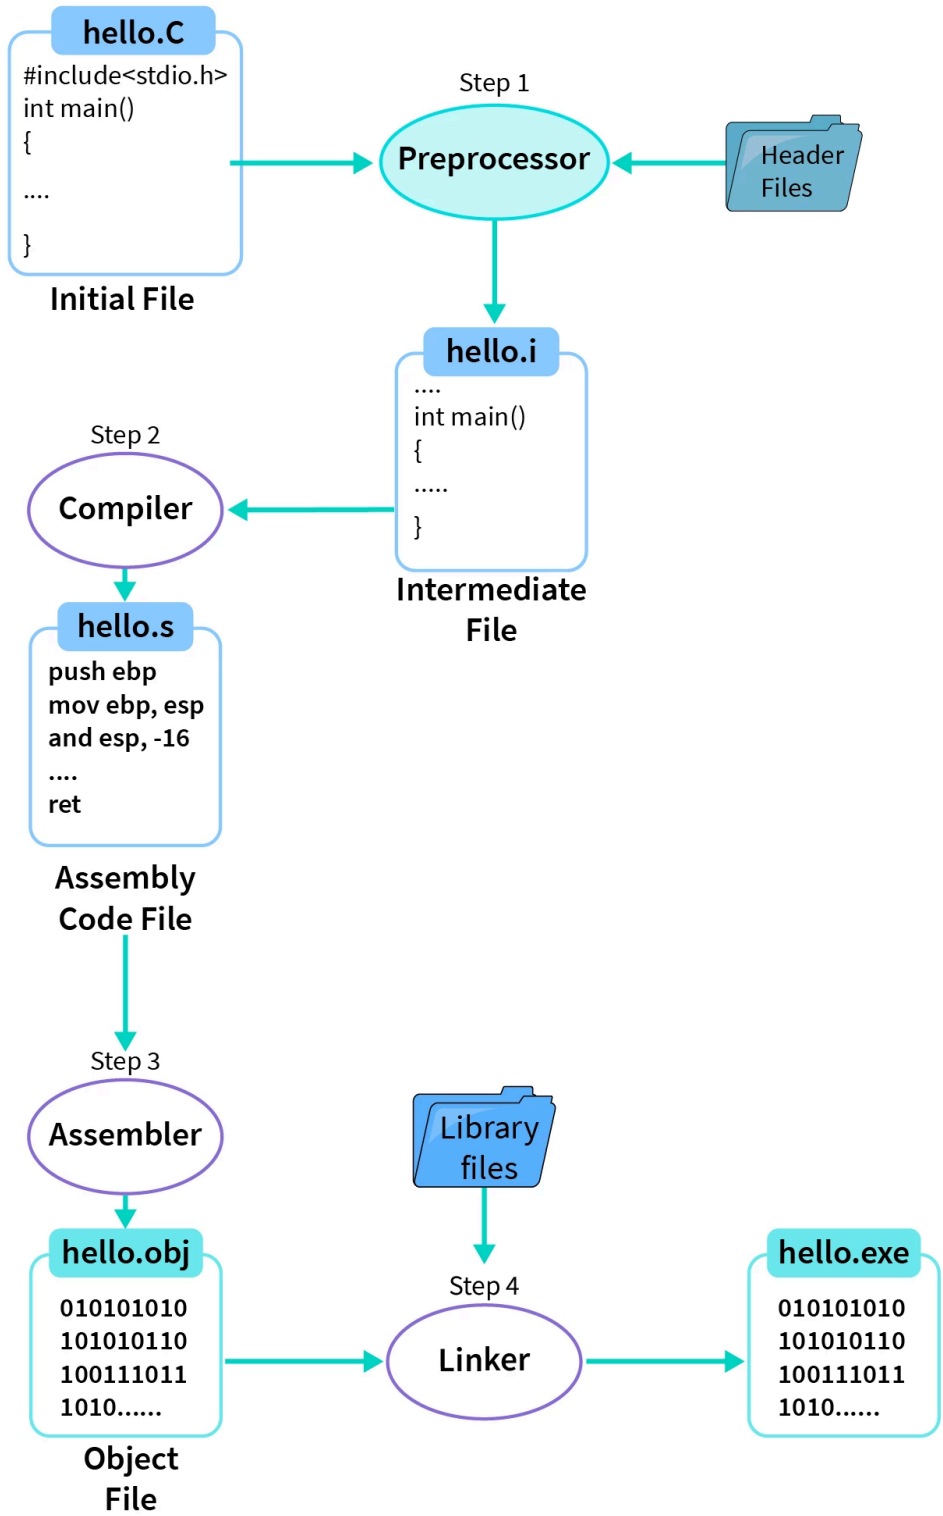 hello.C
#include<stdio.h>
int main()
{
....
}
Initial File
Step 1
Preprocessor
Header
Files
hello.i
....
int main()
{
.....
}
Intermediate
File
Step 2
Compiler
hello.s
push ebp
mov ebp, esp
and esp, -16
....
ret
Assembly
Code File
Step 3
Assembler
hello.obj
010101010
101010110
100111011
1010......
Object
File
Library
files
Step 4
Linker
hello.exe
010101010
101010110
100111011
1010......